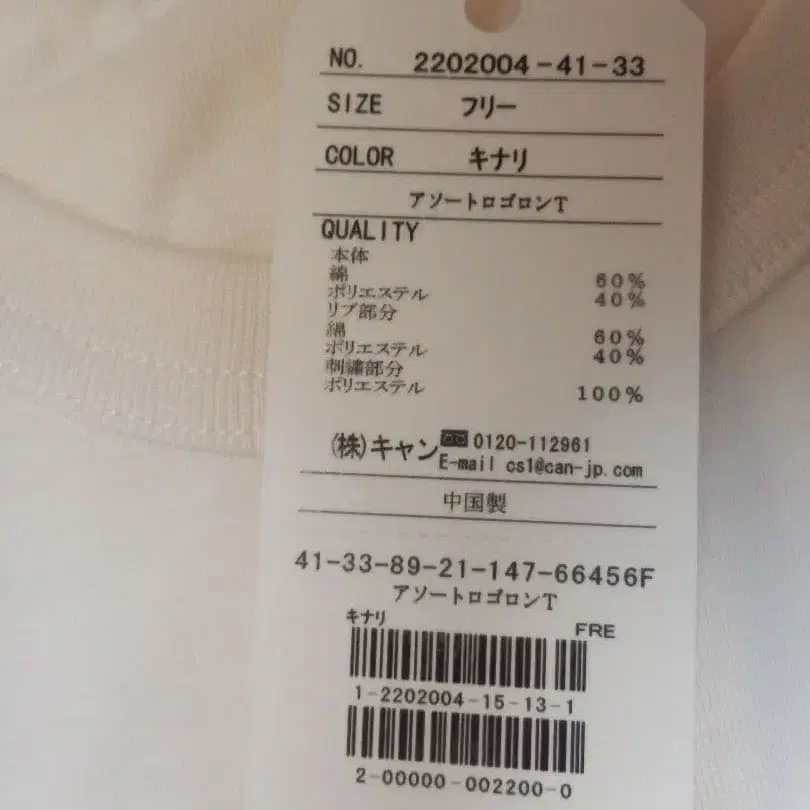 NO. 2202004-41-33
SIZE フリー
COLOR キナリ
アソートロゴロンT
QUALITY
本体
綿 60%
ポリエステル 40%
リブ部分
綿 60%
ポリエステル 40%
刺繍部分
ポリエステル 100%
(株)キャン 0120-112961
E-mail cs1@can-jp.com
中国製
41-33-89-21-147-66456F
アソートロゴロンT
キナリ FRE
1-2202004-15-13-1
2-00000-002200-0